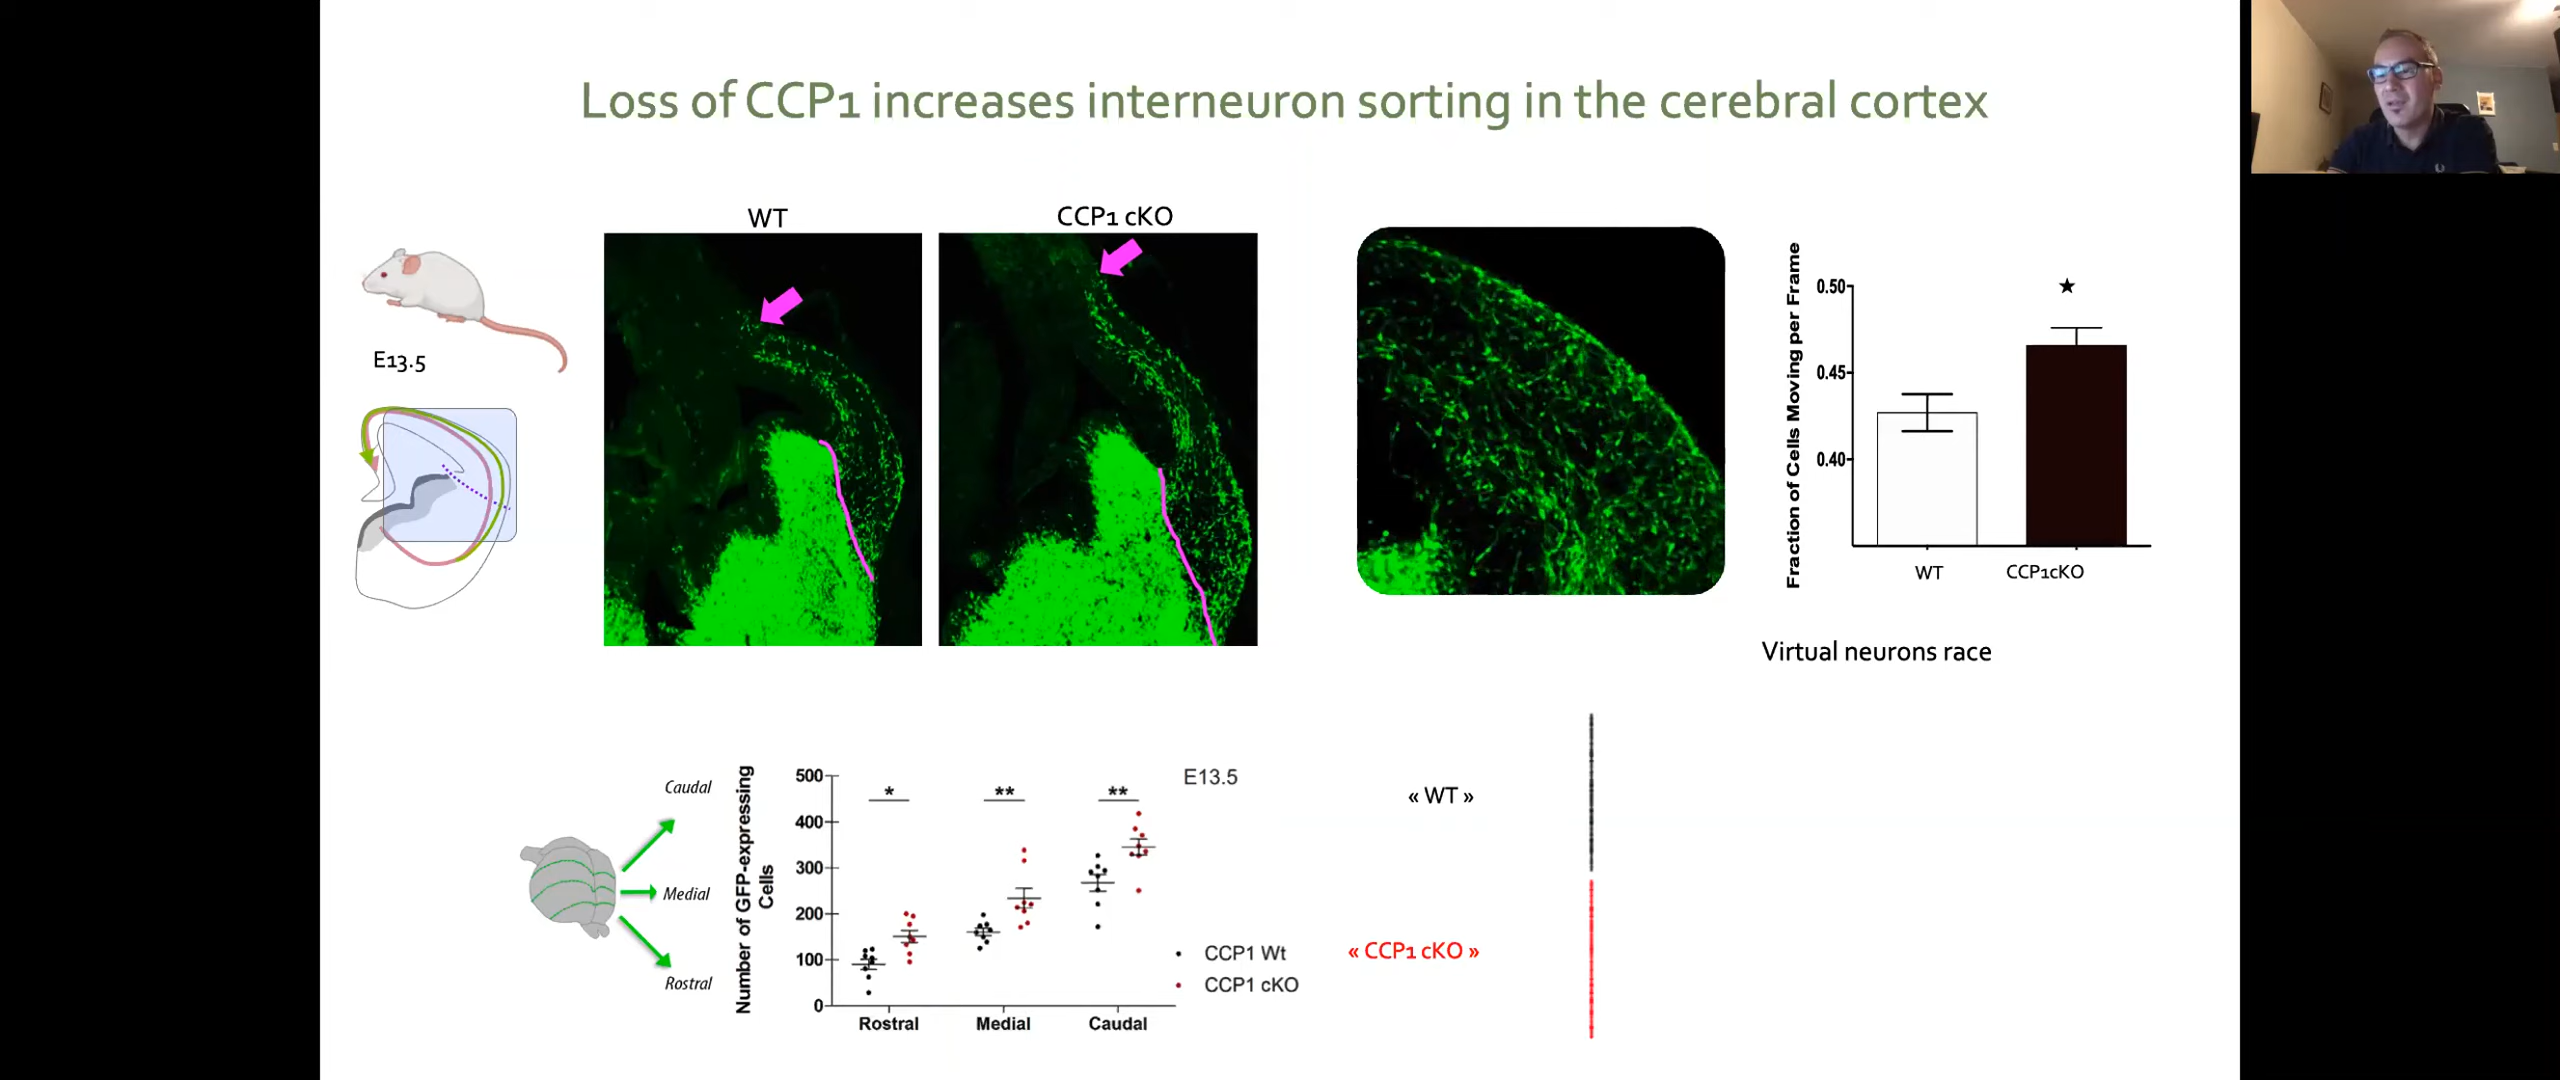 Loss of CCP1 increases interneuron sorting in the cerebral cortex
WT
CCP1 cKO
E13.5
Fraction of Cells Moving per Frame
0.50
0.45
0.40
★
WT
CCP1cKO
Virtual neurons race
Caudal
Medial
Rostral
Number of GFP-expressing
Cells
500
400
300
200
100
0
*
**
**
E13.5
Rostral
Medial
Caudal
CCP1 Wt
CCP1 cKO
« WT »
« CCP1 cKO »